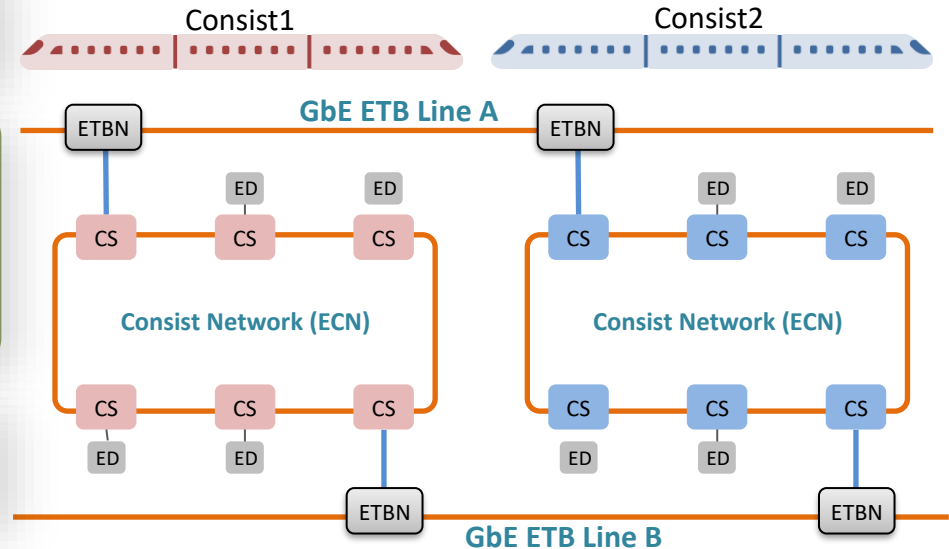 Consist1
Consist2
GbE ETB Line A
ETBN
ETBN
ED
ED
ED
ED
CS
CS
CS
CS
CS
CS
Consist Network (ECN)
Consist Network (ECN)
CS
CS
CS
CS
CS
CS
ED
ED
ED
ED
ETBN
ETBN
GbE ETB Line B